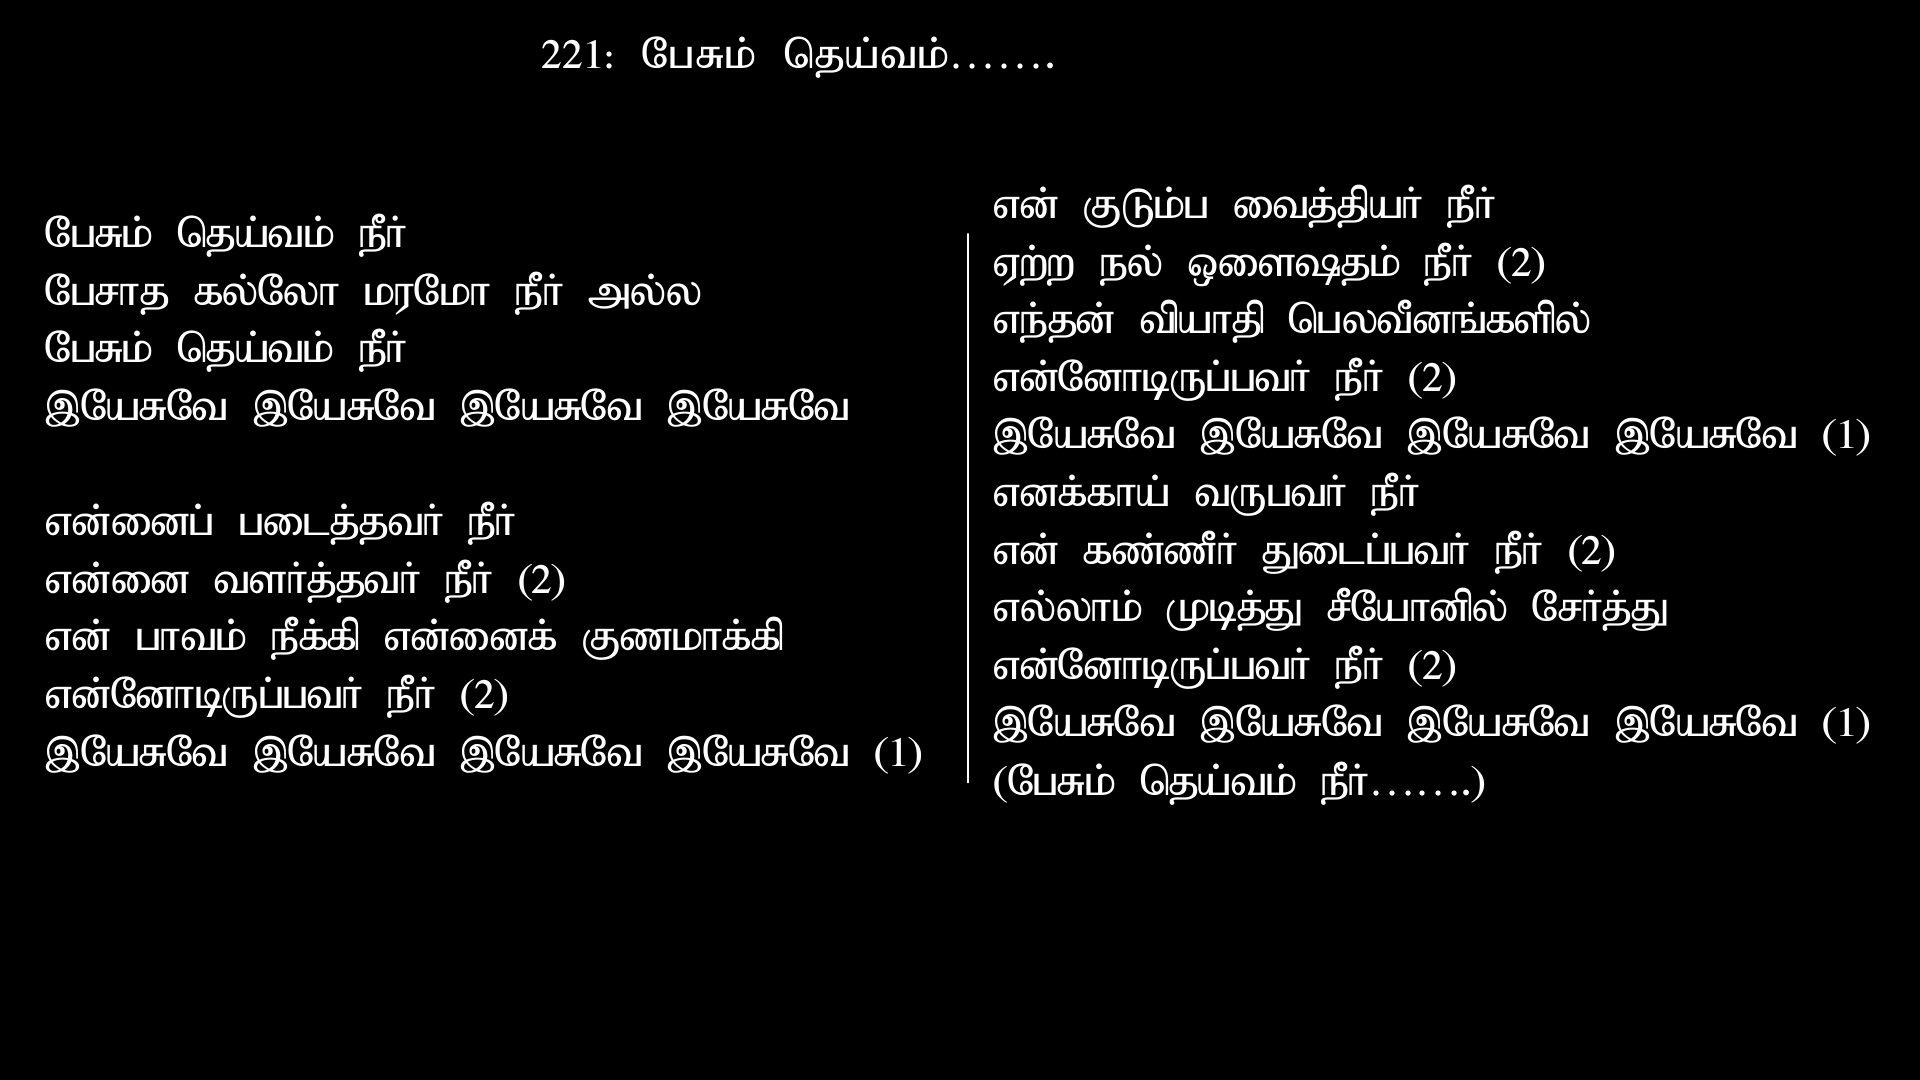 221: பேசும் தெய்வம்.......
பேசும் தெய்வம் நீர்
பேசாத கல்லோ மரமோ நீர் அல்ல
பேசும் தெய்வம் நீர்
இயேசுவே இயேசுவே இயேசுவே இயேசுவே
என்னைப் படைத்தவர் நீர்
என்னை வளர்த்தவர் நீர் (2)
என் பாவம் நீக்கி என்னைக் குணமாக்கி
என்னோடிருப்பவர் நீர் (2)
இயேசுவே இயேசுவே இயேசுவே இயேசுவே (1)
என் குடும்ப வைத்தியர் நீர்
ஏற்ற நல் ஒளைஷதம் நீர் (2)
எந்தன் வியாதி பெலவீனங்களில்
என்னோடிருப்பவர் நீர் (2)
இயேசுவே இயேசுவே இயேசுவே இயேசுவே (1)
எனக்காய் வருபவர் நீர்
என் கண்ணீர் துடைப்பவர் நீர் (2)
எல்லாம் முடித்து சீயோனில் சேர்த்து
என்னோடிருப்பவர் நீர் (2)
இயேசுவே இயேசுவே இயேசுவே இயேசுவே (1)
(பேசும் தெய்வம் நீர்.......)